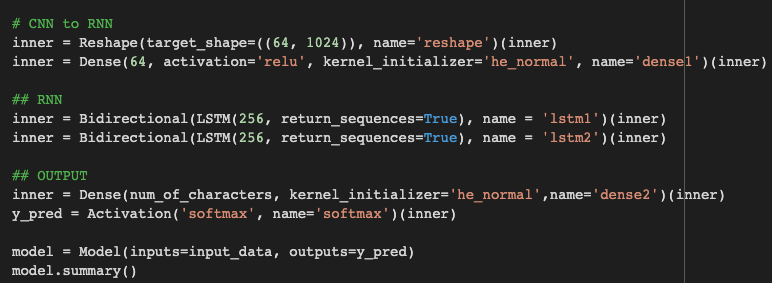 # CNN to RNN
inner = Reshape(target_shape=((64, 1024)), name='reshape')(inner)
inner = Dense(64, activation='relu', kernel_initializer='he_normal', name='dense1')(inner)
## RNN
inner = Bidirectional(LSTM(256, return_sequences=True), name = 'lstm1')(inner)
inner = Bidirectional(LSTM(256, return_sequences=True), name = 'lstm2')(inner)
## OUTPUT
inner = Dense(num_of_characters, kernel_initializer='he_normal',name='dense2')(inner)
y_pred = Activation('softmax', name='softmax')(inner)
model = Model(inputs=input_data, outputs=y_pred)
model.summary()